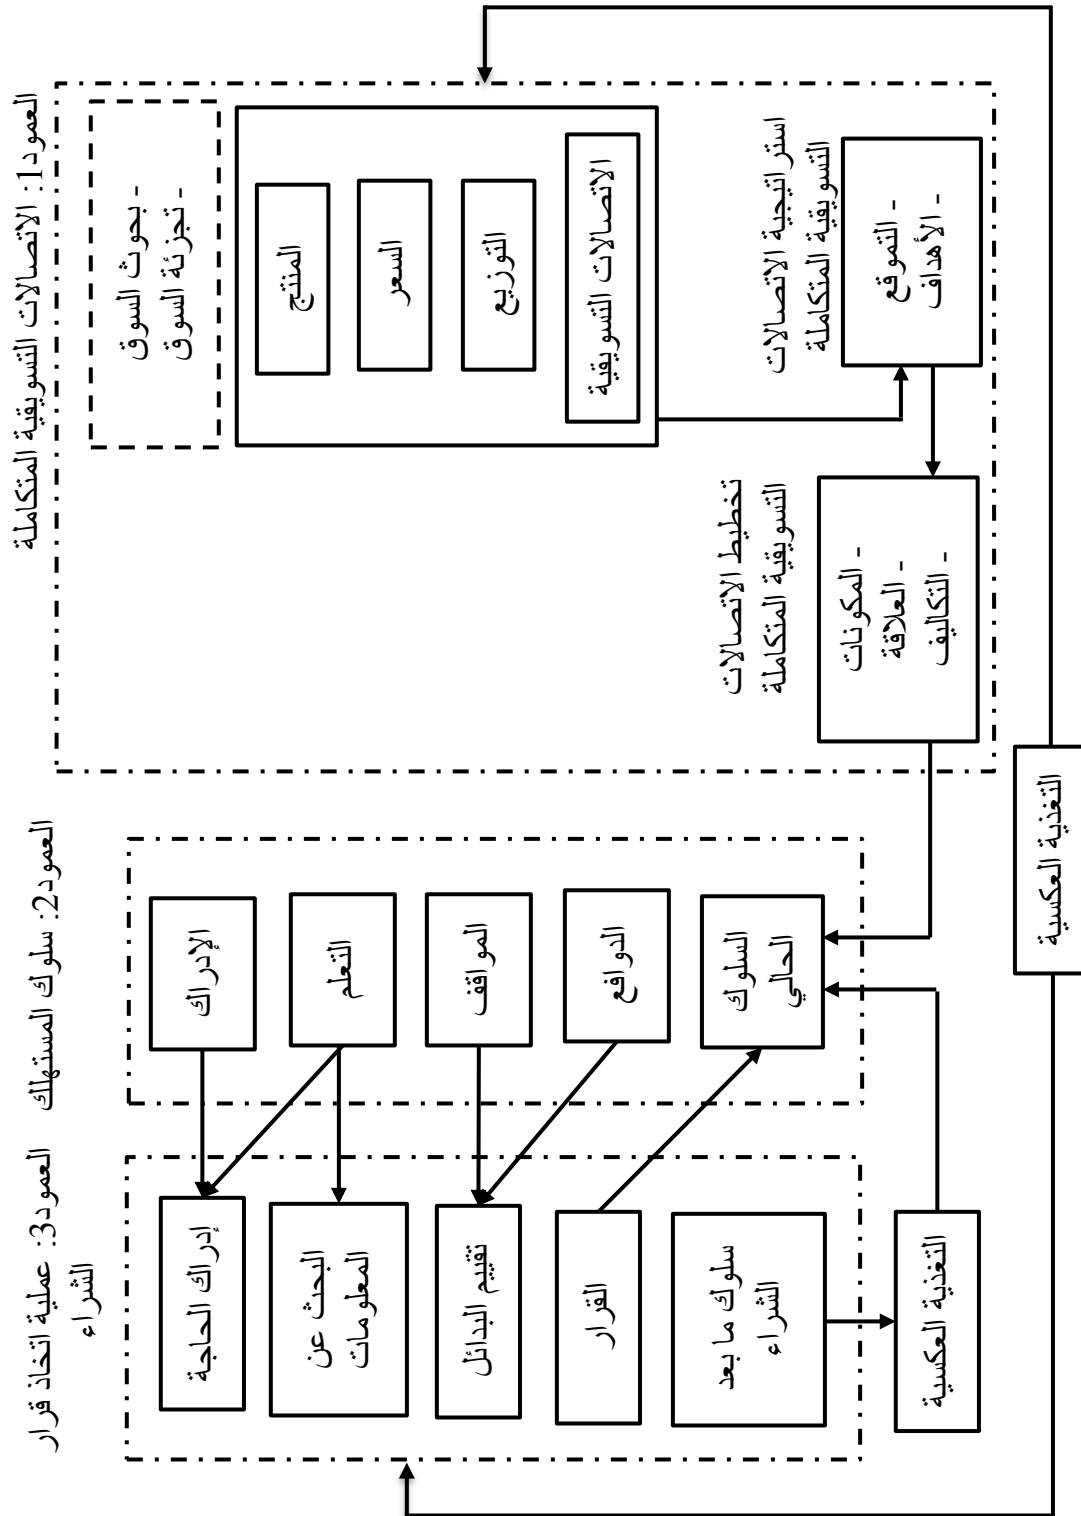 العمود1: الاتصالات التسويقية المتكاملة
- بحوث السوق
- تجزئة السوق
المنتج
السعر
التوزيع
الاتصالات التسويقية
استراتيجية الاتصالات
التسويقية المتكاملة
- التموقع
- الأهداف
تخطيط الاتصالات
التسويقية المتكاملة
- المكونات
- العلاقة
- التكاليف
العمود2: سلوك المستهلك
الإدراك
التعلم
المواقف
الدوافع
السلوك
الحالي
العمود3: عملية اتخاذ قرار
الشراء
إدراك الحاجة
البحث عن
المعلومات
تقييم البدائل
القرار
سلوك ما بعد
الشراء
التغذية العكسية
التغذية العكسية